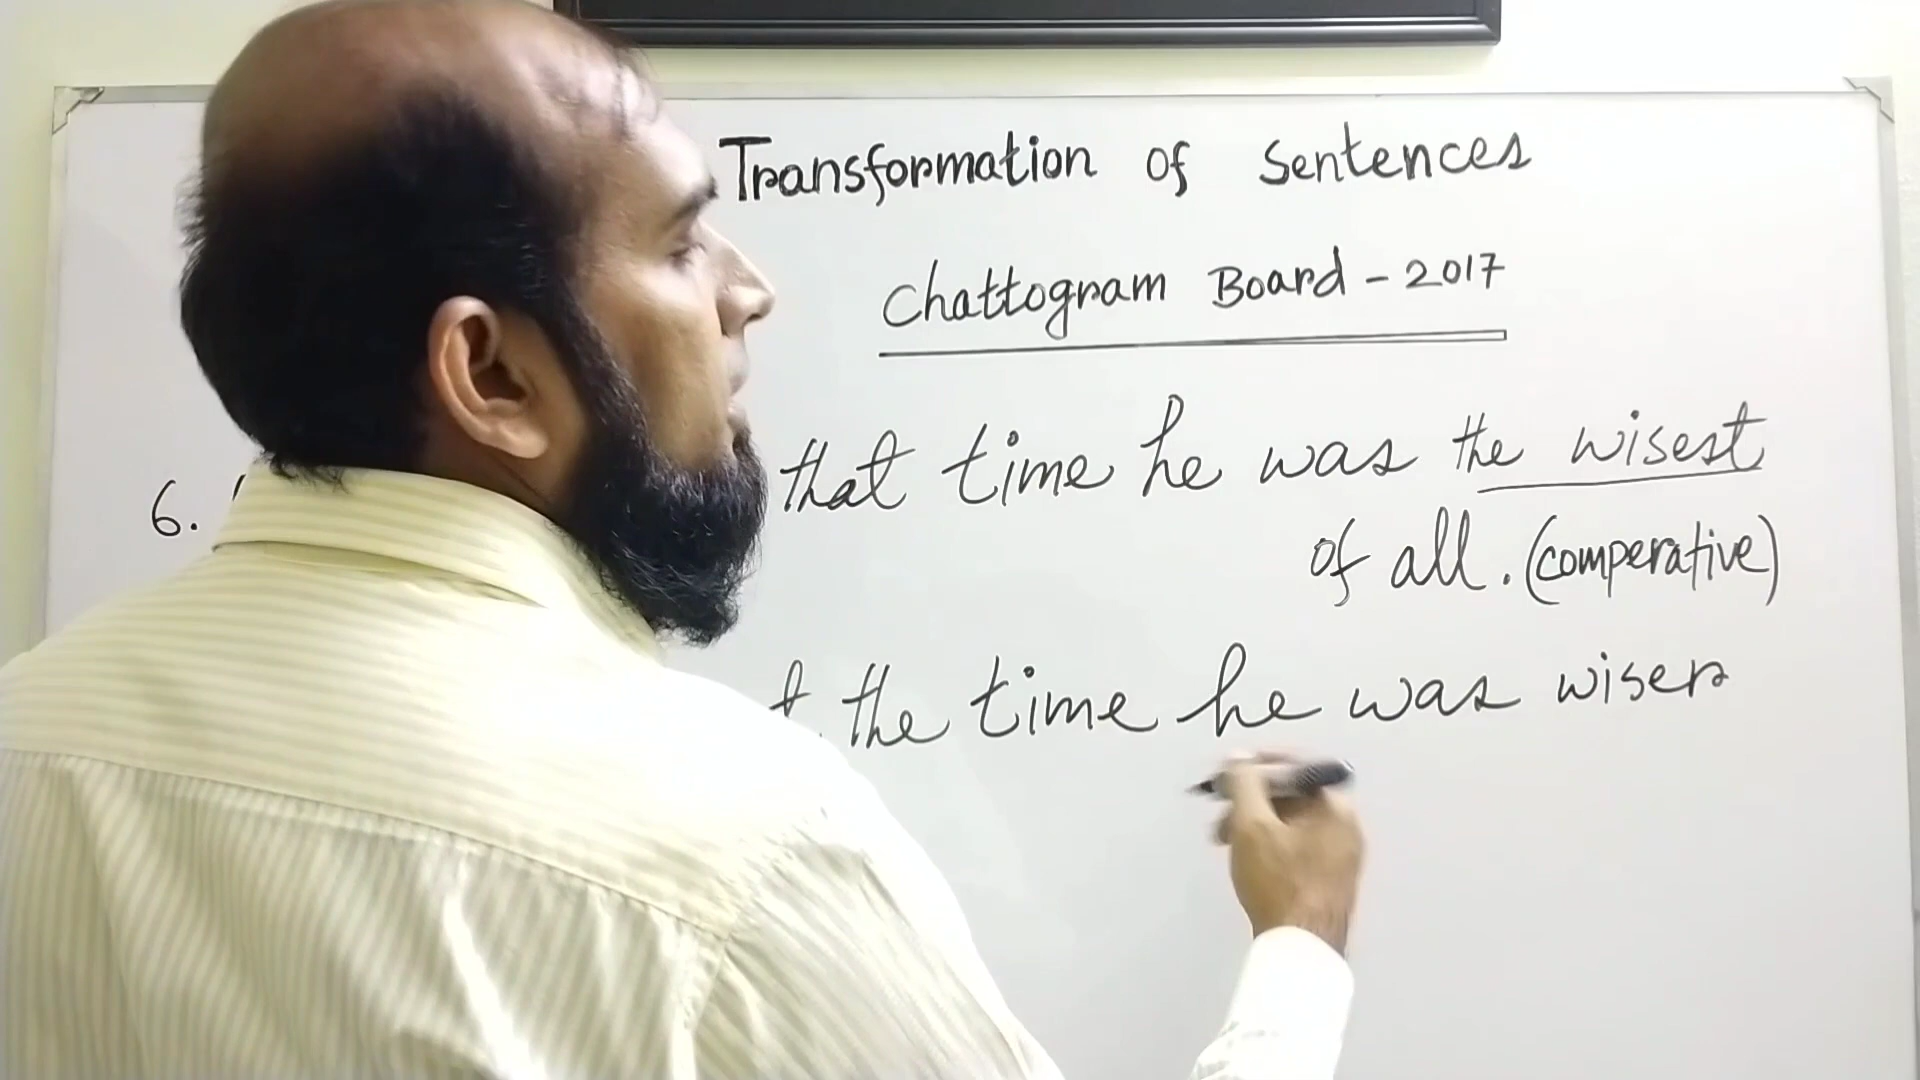 Transformation of Sentences
Chattogram Board - 2017
6. that time he was the wisest
of all. (comperative)
the time he was wiser